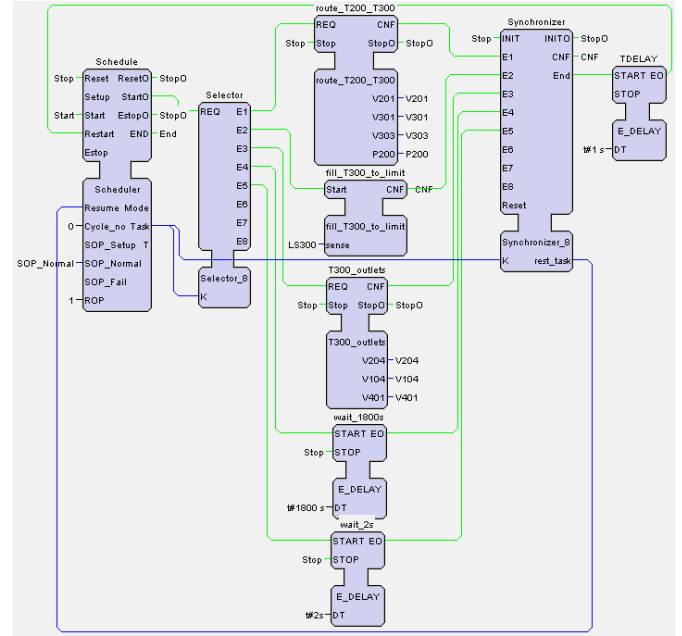 route_T200_T300
REQ CNF
Stop Stop StopO StopO
route_T200_T300
V201 V201
V301 V301
V303 V303
P200 P200
Schedule
Stop Reset ResetO StopO
Setup StartO
Start Start EstopO StopO
Restart END End
Estop
Scheduler
Resume Mode
0 Cycle_no Task
SOP_Setup T
SOP_Normal SOP_Normal
SOP_Fail
1 ROP
Selector
REQ E1
E2
E3
E4
E5
E6
E7
E8
Selector_8
K
fill_T300_to_limit
Start CNF CNF
fill_T300_to_limit
LS300 sense
T300_outlets
REQ CNF
Stop Stop StopO StopO
T300_outlets
V204 V204
V104 V104
V401 V401
wait_1800s
START EO
Stop STOP
E_DELAY
t#1800 s DT
wait_2s
START EO
Stop STOP
E_DELAY
t#2s DT
Synchronizer
Stop INIT INITO StopO
E1 CNF CNF
E2 End
E3
E4
E5
E6
E7
E8
Reset
Synchronizer_8
K rest_task
TDELAY
START EO
STOP
E_DELAY
t#1 s DT